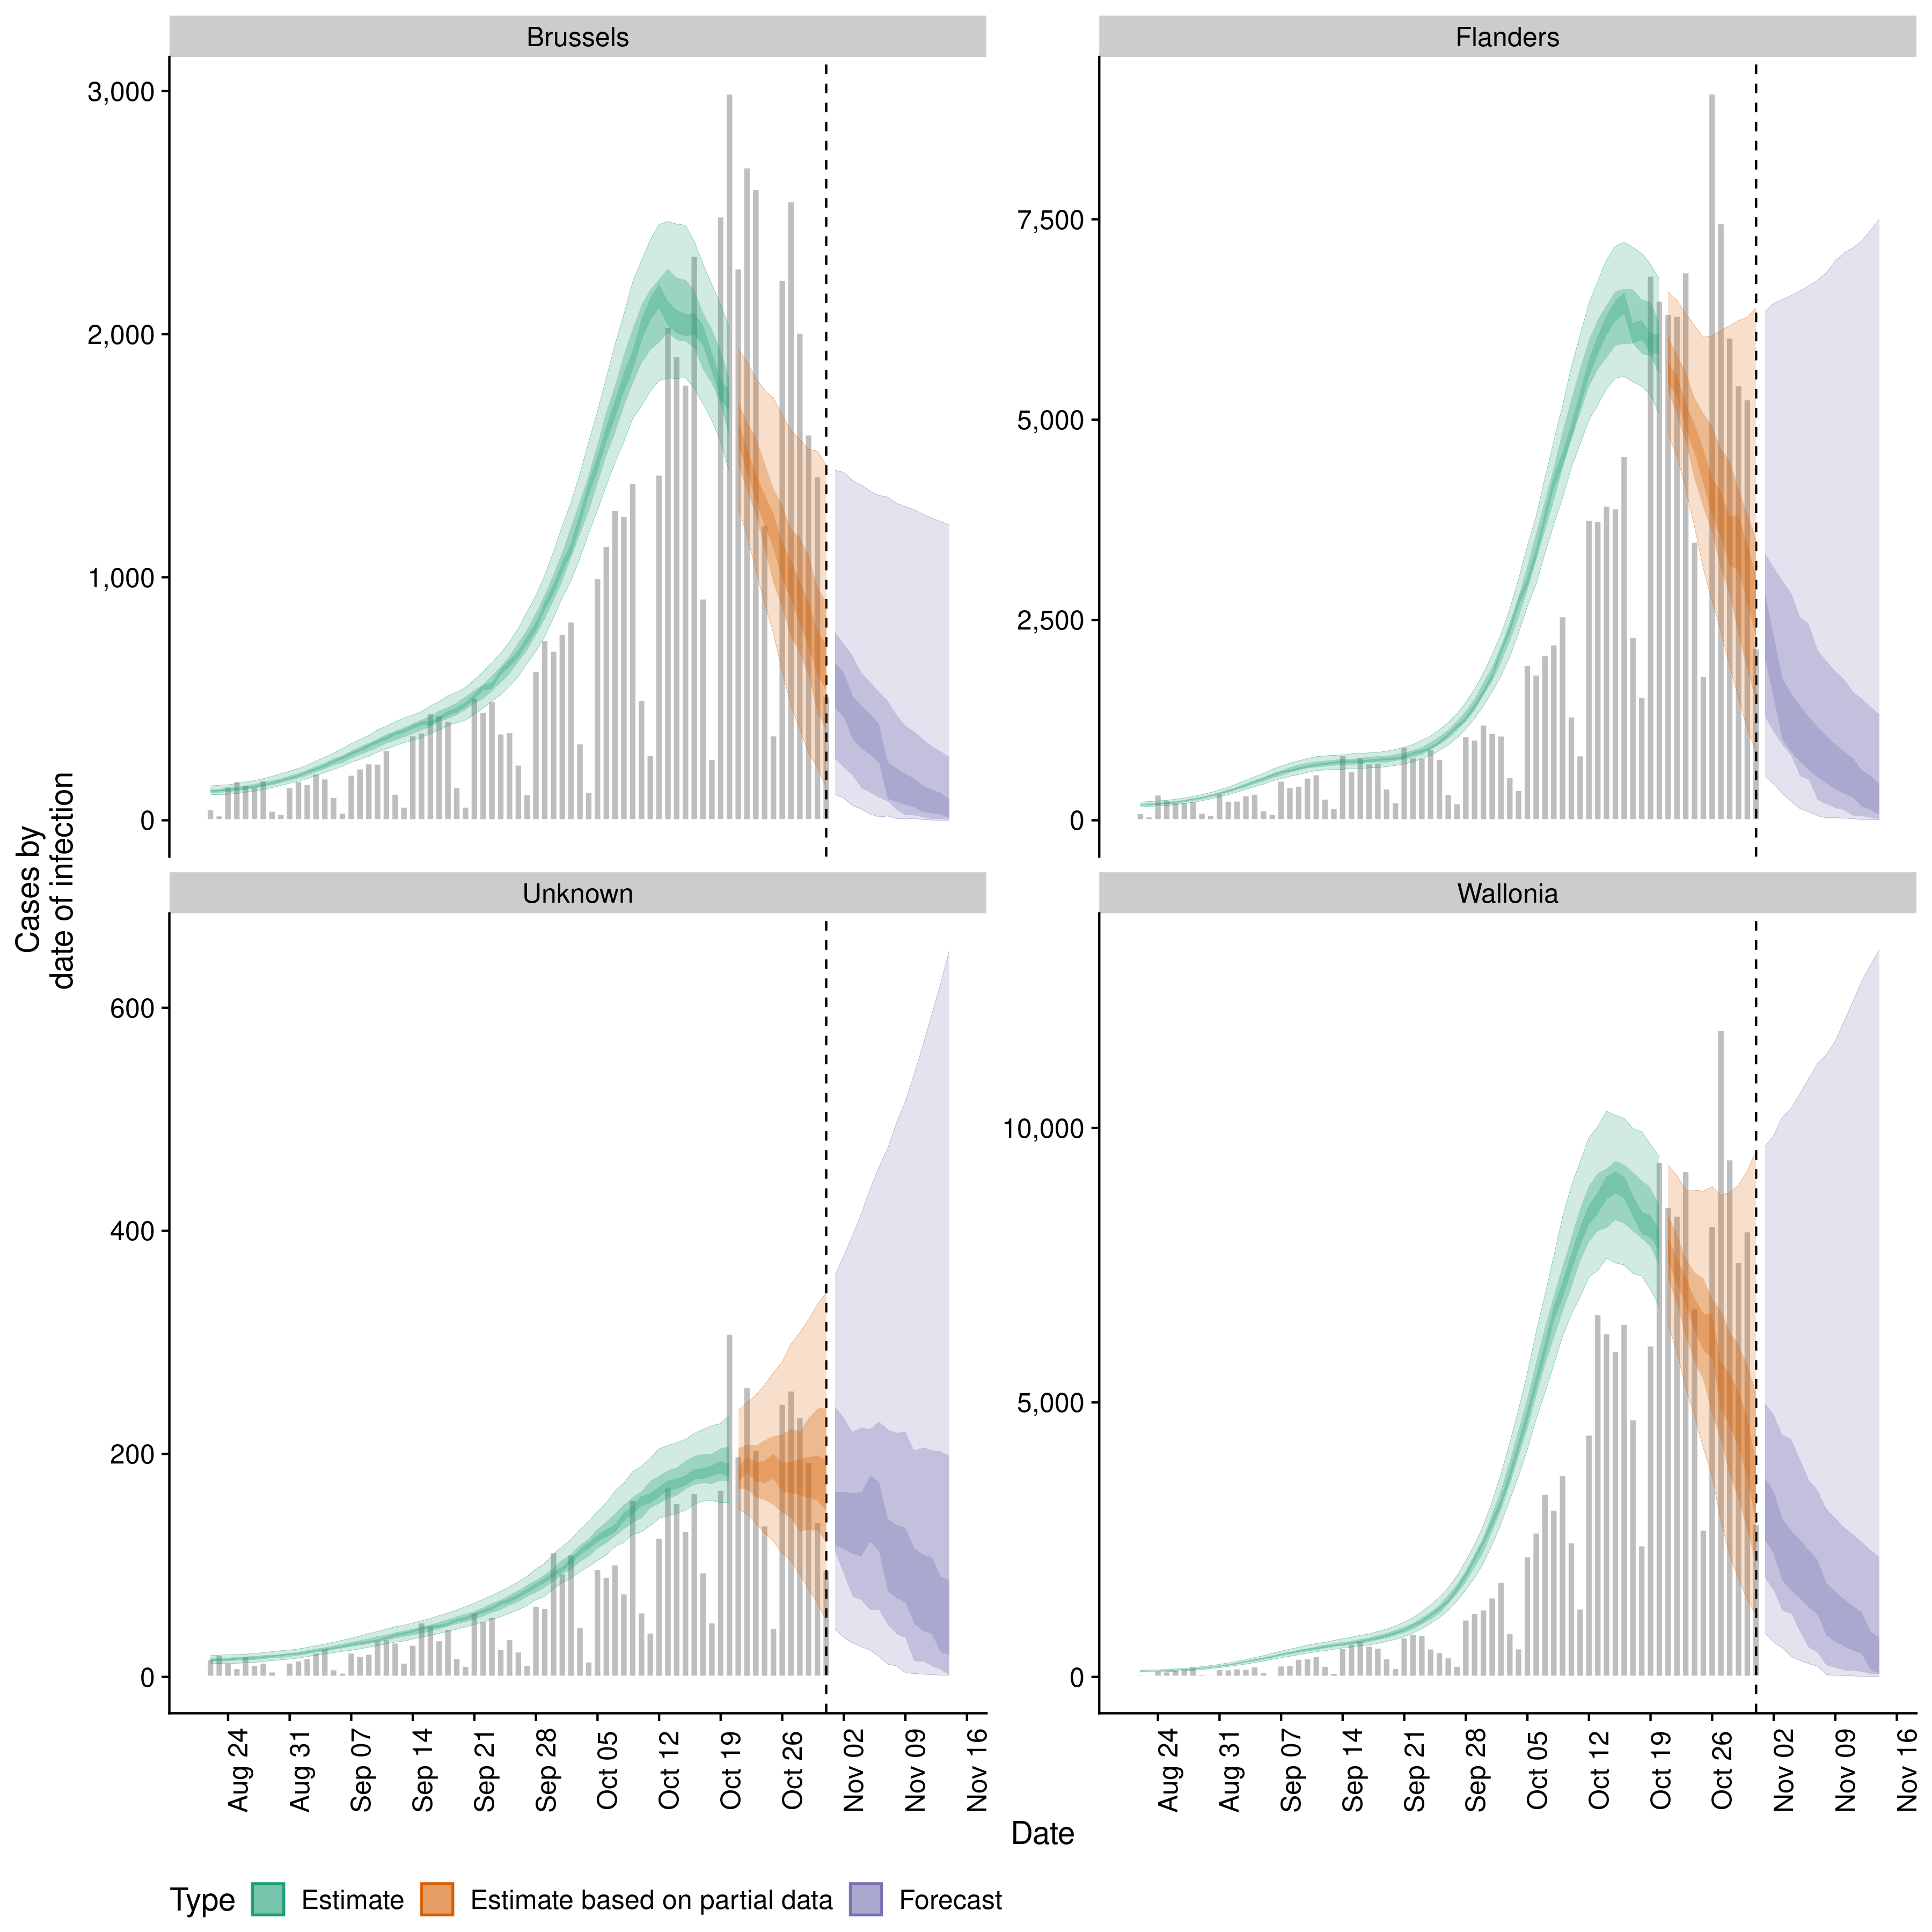 Brussels
Flanders
3,000
2,000
1,000
0
7,500
5,000
2,500
0
Cases by
date of infection
Unknown
Wallonia
600
400
200
0
10,000
5,000
0
Aug 24
Aug 31
Sep 07
Sep 14
Sep 21
Sep 28
Oct 05
Oct 12
Oct 19
Oct 26
Nov 02
Nov 09
Nov 16
Aug 24
Aug 31
Sep 07
Sep 14
Sep 21
Sep 28
Oct 05
Oct 12
Oct 19
Oct 26
Nov 02
Nov 09
Nov 16
Date
Type Estimate Estimate based on partial data Forecast